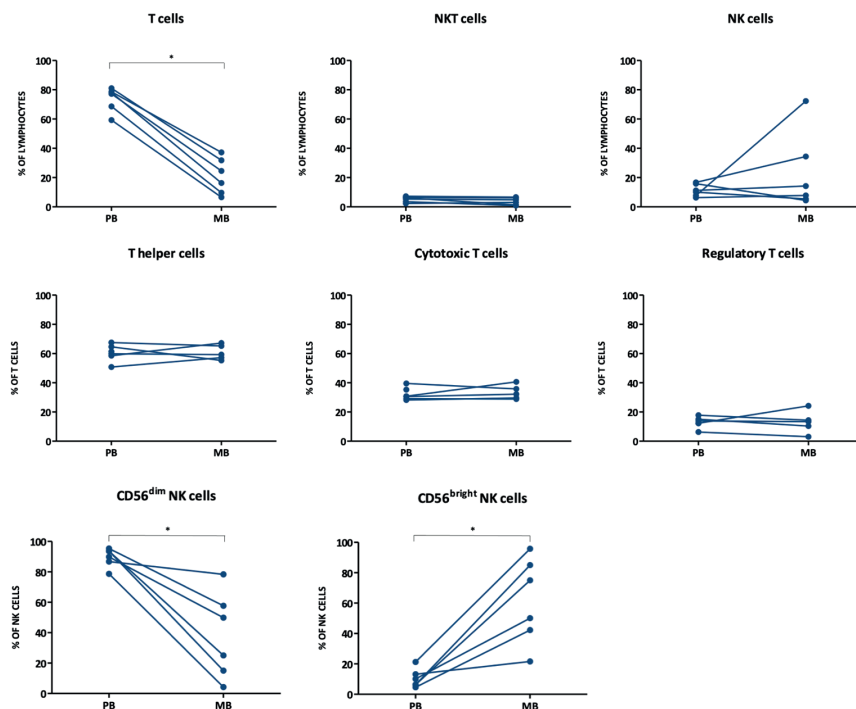 T cells
NKT cells
NK cells
*
100
80
60
40
20
0
% OF LYMPHOCYTES
PB
MB
100
80
60
40
20
0
% OF LYMPHOCYTES
PB
MB
100
80
60
40
20
0
% OF LYMPHOCYTES
PB
MB
T helper cells
Cytotoxic T cells
Regulatory T cells
100
80
60
40
20
0
% OF T CELLS
PB
MB
100
80
60
40
20
0
% OF T CELLS
PB
MB
100
80
60
40
20
0
% OF T CELLS
PB
MB
CD56dim NK cells
CD56bright NK cells
*
100
80
60
40
20
0
% OF NK CELLS
PB
MB
*
100
80
60
40
20
0
% OF NK CELLS
PB
MB